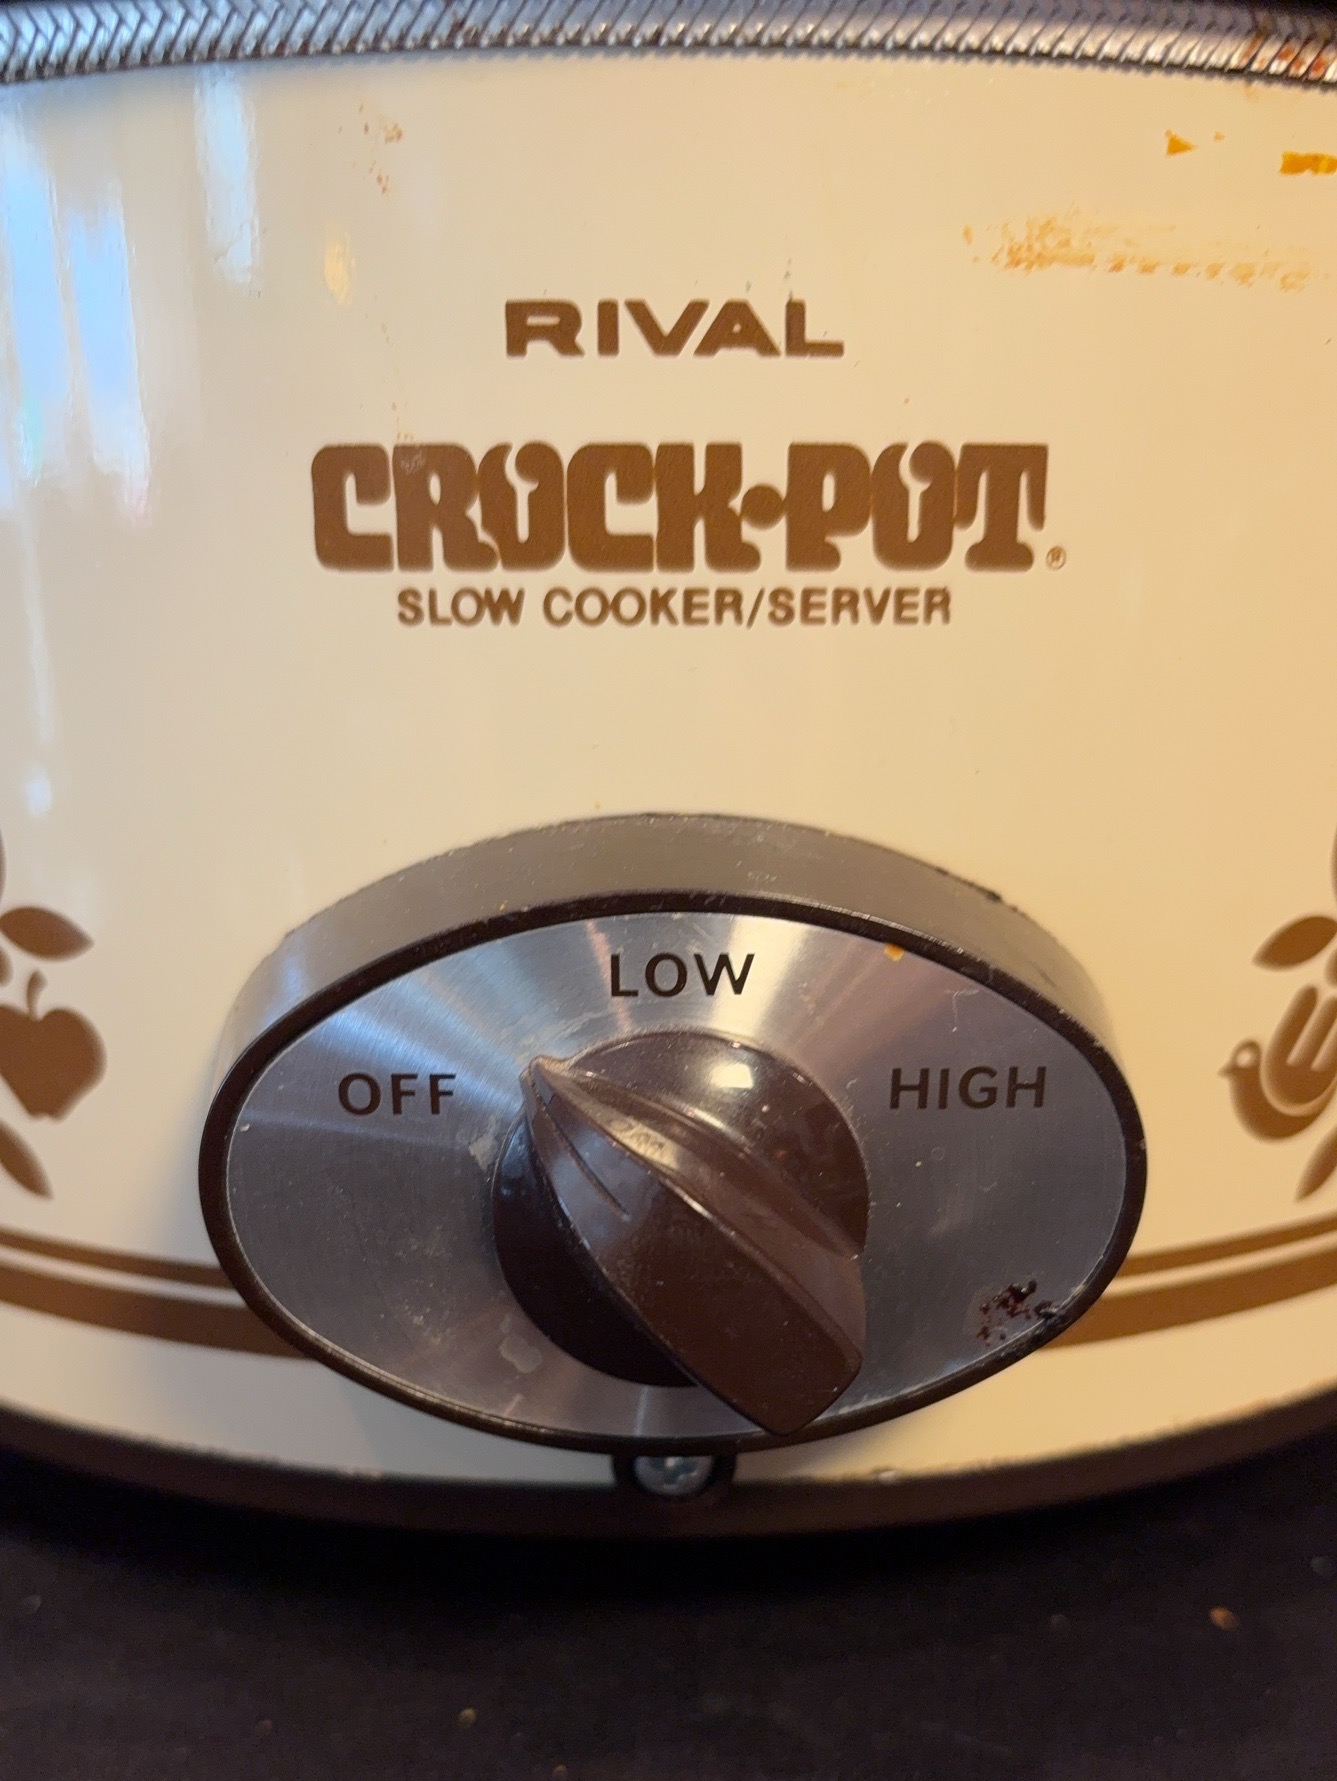 RIVAL
CROCK•POT®
SLOW COOKER/SERVER
LOW
OFF
HIGH